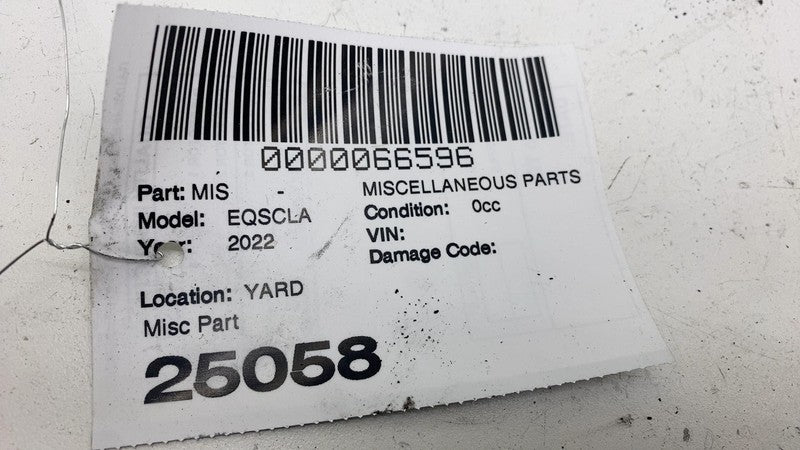 0000066596
Part: MIS - MISCELLANEOUS PARTS
Model: EQSCLA Condition: 0cc
Year: 2022 VIN:
Damage Code:
Location: YARD
Misc Part
25058